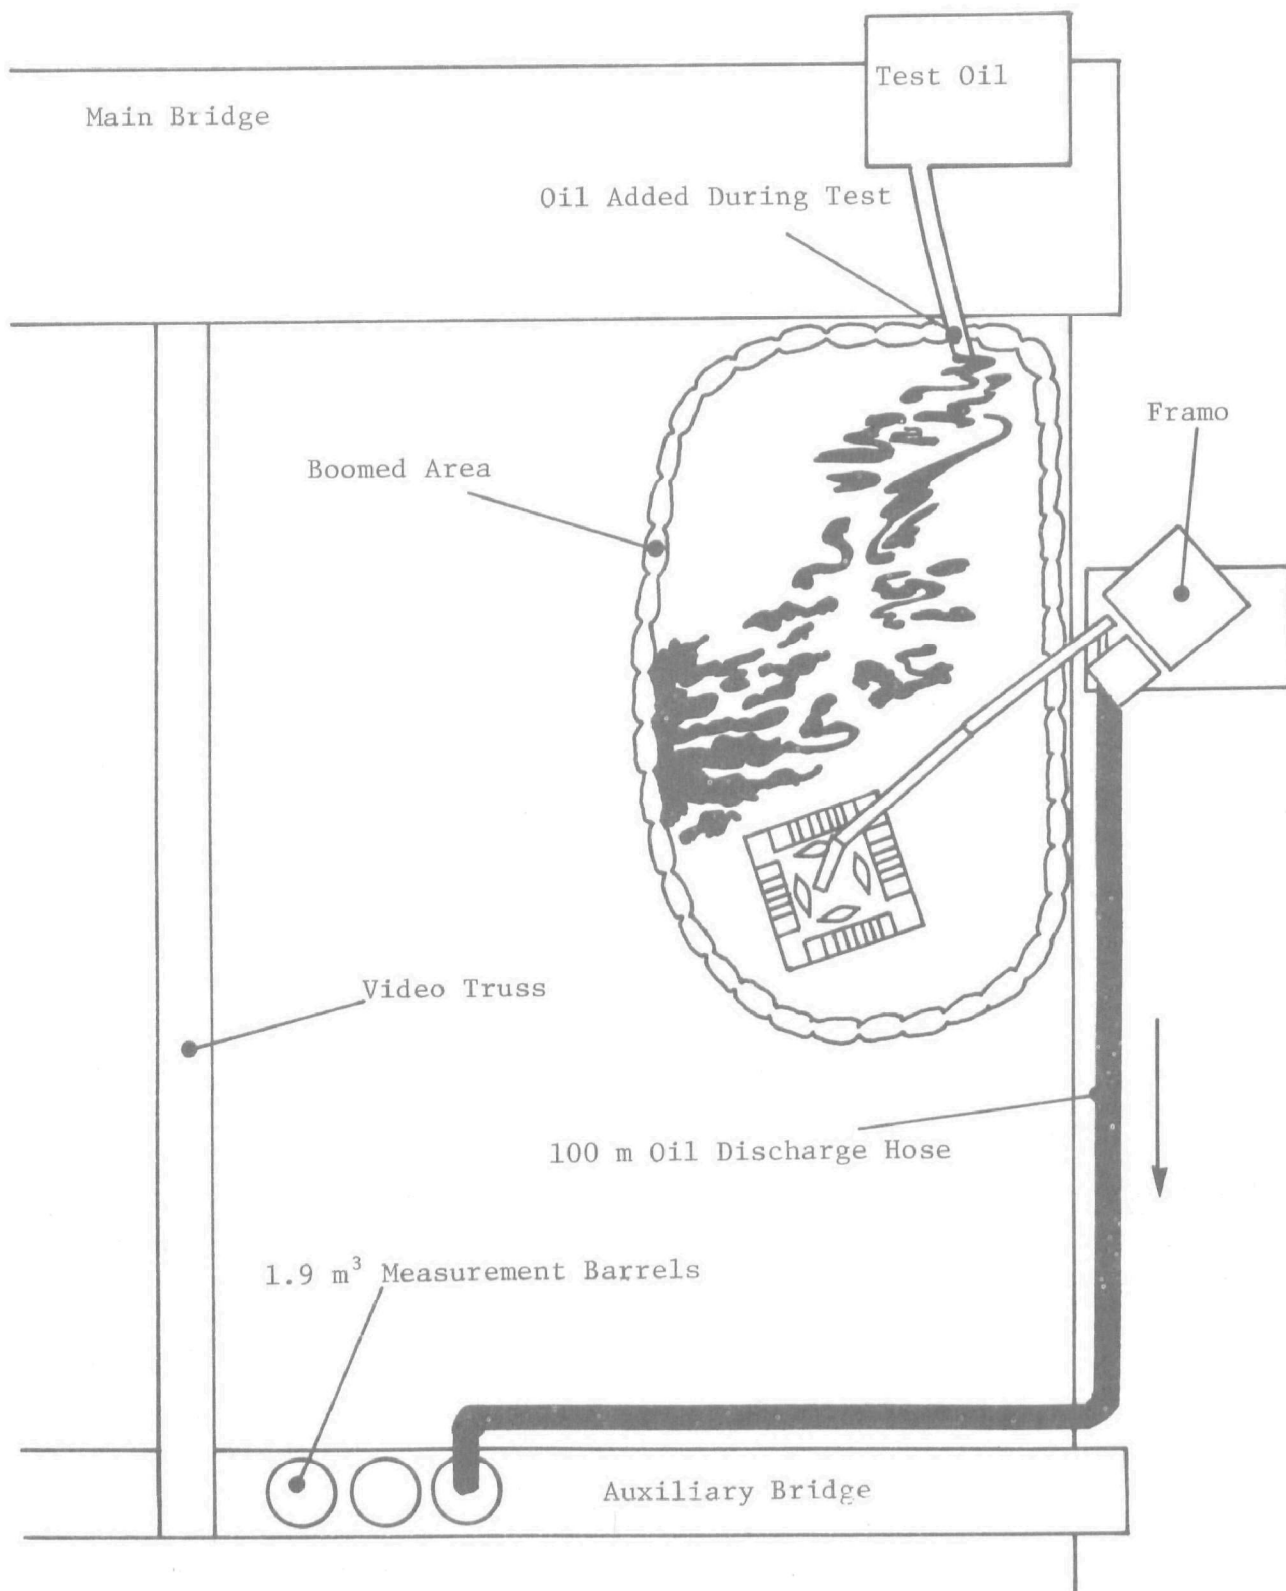 Test Oil
Main Bridge
Oil Added During Test
Framo
Boomed Area
Video Truss
100 m Oil Discharge Hose
1.9 m³ Measurement Barrels
Auxiliary Bridge